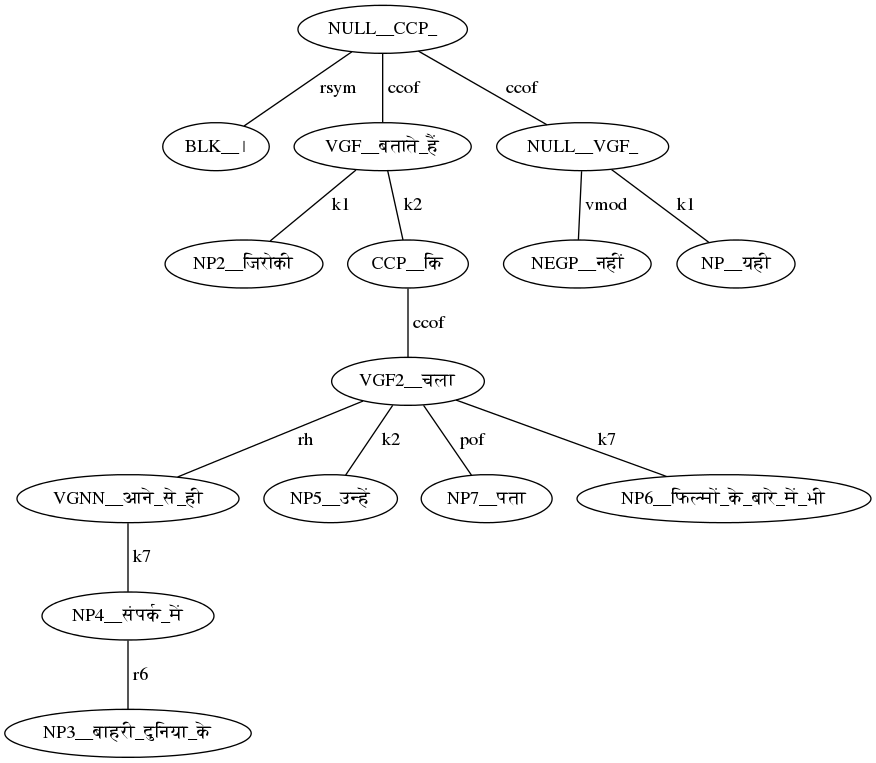 NULL__CCP_
rsym ccof ccof
BLK__। VGF__बताते_हैं NULL__VGF_
k1 k2 vmod k1
NP2__जिरोकी CCP__कि NEGP__नहीं NP__यही
ccof
VGF2__चला
rh k2 pof k7
VGNN__आने_से_ही NP5__उन्हें NP7__पता NP6__फिल्मों_के_बारे_में_भी
k7
NP4__संपर्क_में
r6
NP3__बाहरी_दुनिया_के